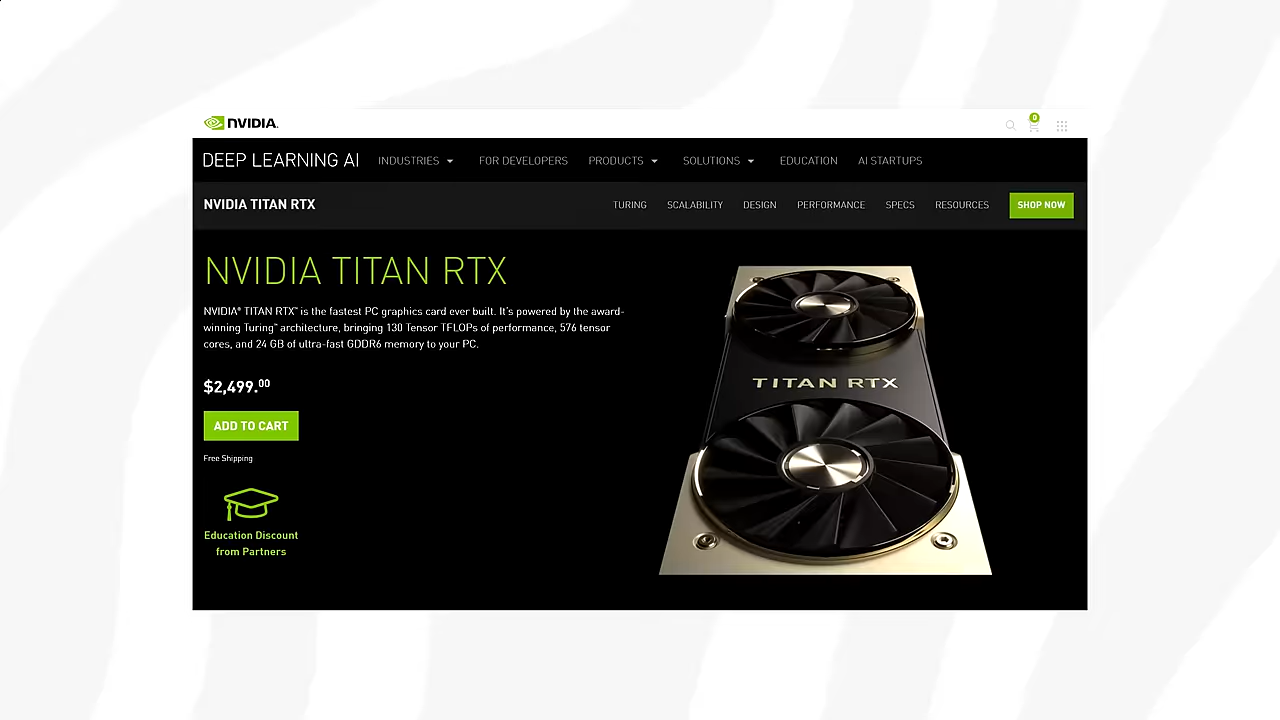 NVIDIA.
0
DEEP LEARNING AI INDUSTRIES FOR DEVELOPERS PRODUCTS SOLUTIONS EDUCATION AI STARTUPS
NVIDIA TITAN RTX TURING SCALABILITY DESIGN PERFORMANCE SPECS RESOURCES SHOP NOW
NVIDIA TITAN RTX
NVIDIA® TITAN RTX™ is the fastest PC graphics card ever built. It's powered by the award-
winning Turing™ architecture, bringing 130 Tensor TFLOPs of performance, 576 tensor
cores, and 24 GB of ultra-fast GDDR6 memory to your PC.
$2,499.00
ADD TO CART
Free Shipping
Education Discount
from Partners
TITAN RTX